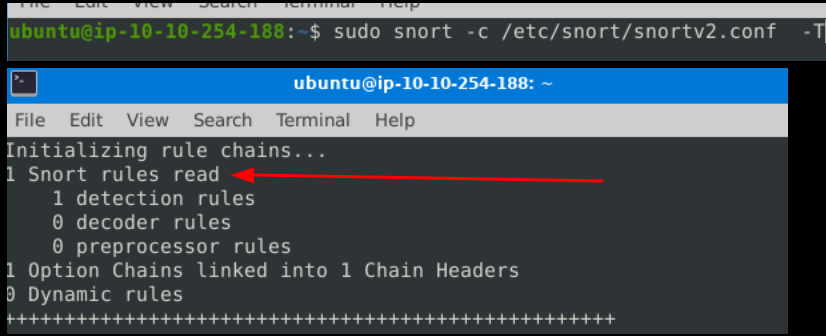 File Edit View Search Terminal Help
ubuntu@ip-10-10-254-188:~$ sudo snort -c /etc/snort/snortv2.conf -T
ubuntu@ip-10-10-254-188: ~
File Edit View Search Terminal Help
Initializing rule chains...
1 Snort rules read
1 detection rules
0 decoder rules
0 preprocessor rules
1 Option Chains linked into 1 Chain Headers
0 Dynamic rules
+++++++++++++++++++++++++++++++++++++++++++++++++++